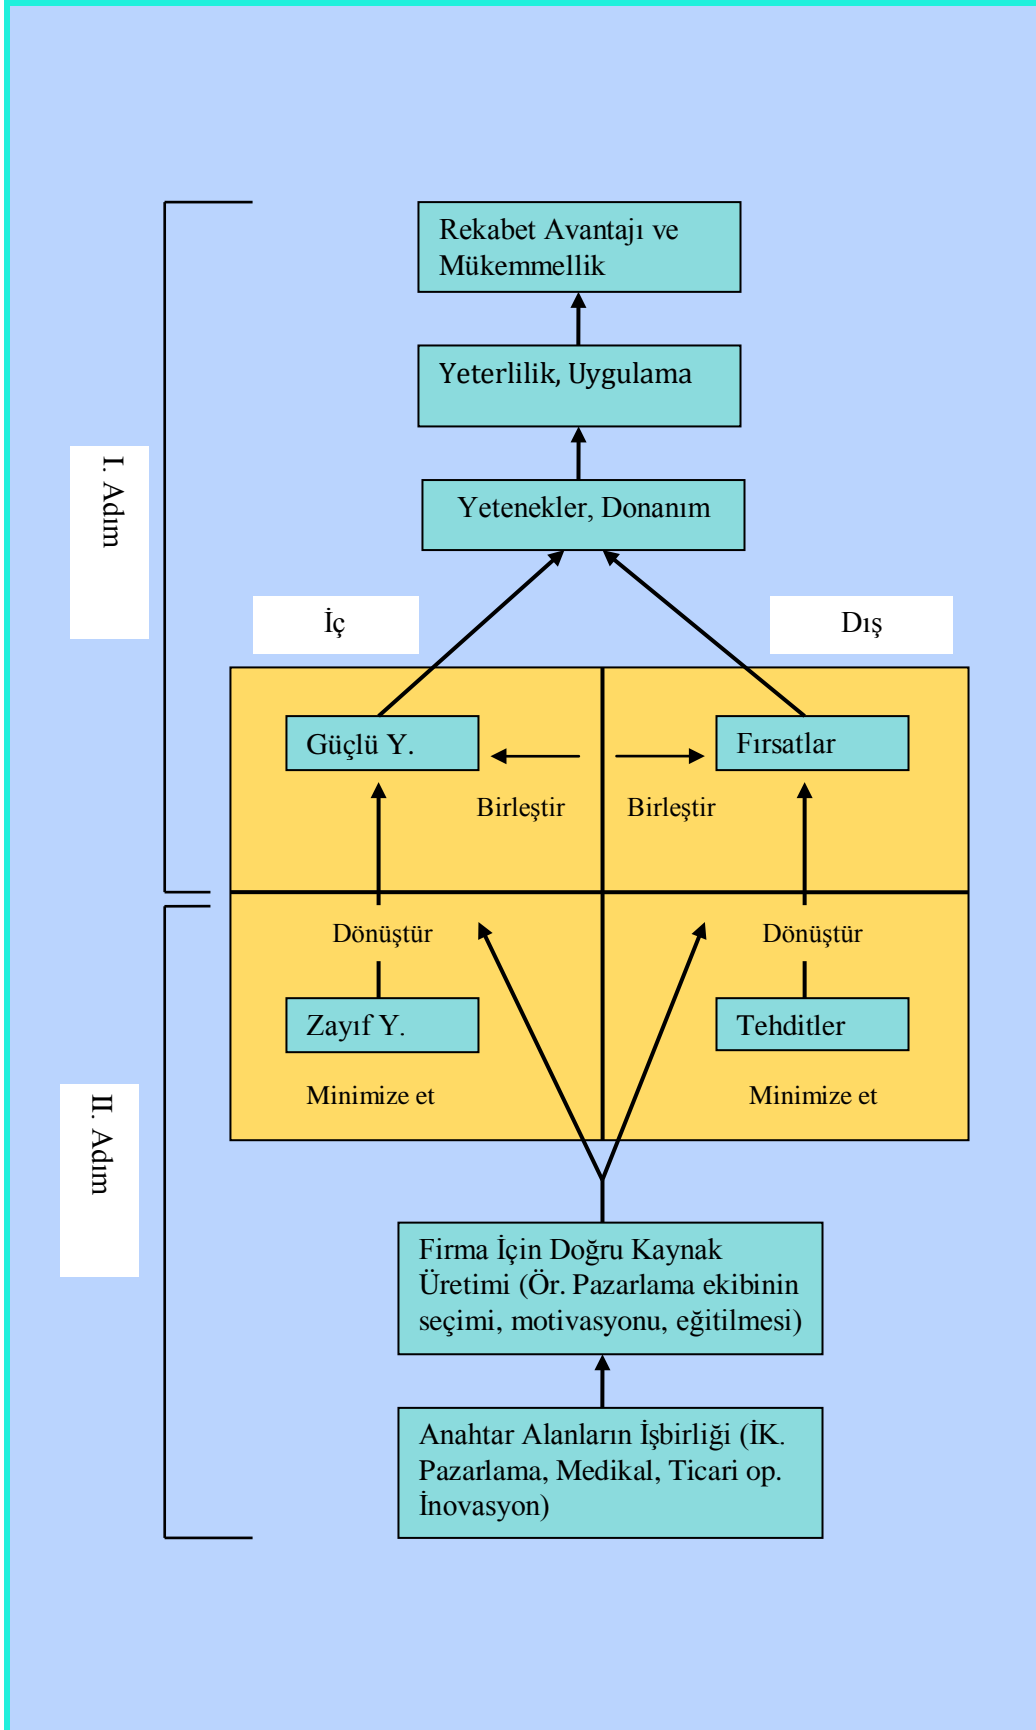 Rekabet Avantajı ve
Mükemmellik
Yeterlilik, Uygulama
I. Adım
Yetenekler, Donanım
İç
Dış
Güçlü Y.
Fırsatlar
Birleştir
Birleştir
Dönüştür
Dönüştür
Zayıf Y.
Tehditler
Minimize et
Minimize et
II. Adım
Firma İçin Doğru Kaynak
Üretimi (Ör. Pazarlama ekibinin
seçimi, motivasyonu, eğitilmesi)
Anahtar Alanların İşbirliği (İK.
Pazarlama, Medikal, Ticari op.
İnovasyon)